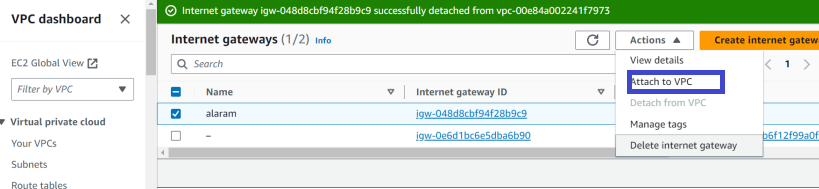 VPC dashboard
Internet gateway igw-048d8cbf94f28b9c9 successfully detached from vpc-00e84a002241f7973
EC2 Global View
Filter by VPC
Virtual private cloud
Your VPCs
Subnets
Route tables
Internet gateways (1/2) Info
Actions
Create internet gatew
Search
1
Name
Internet gateway ID
alaram
igw-048d8cbf94f28b9c9
–
igw-0e6d1bc6e5dba6b90
b6f12f99a0f
View details
Attach to VPC
Detach from VPC
Manage tags
Delete internet gateway